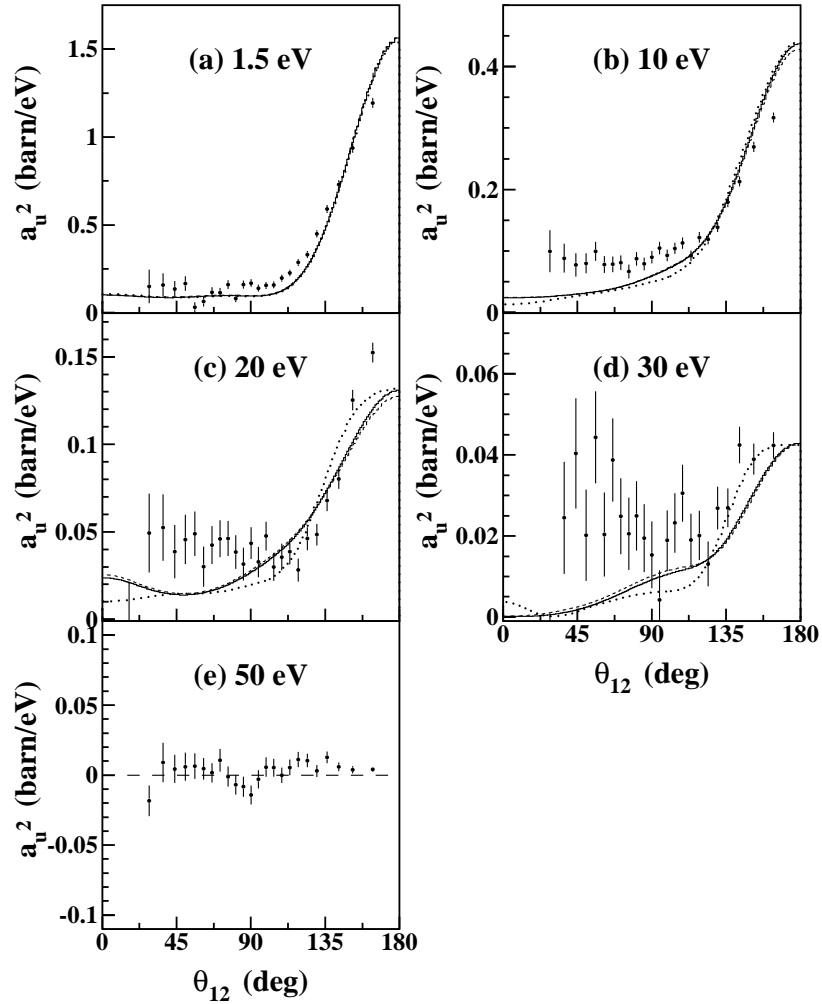 (a) 1.5 eV
a_u^2 (barn/eV)
1.5
1
0.5
0
(b) 10 eV
a_u^2 (barn/eV)
0.4
0.2
0
(c) 20 eV
a_u^2 (barn/eV)
0.15
0.1
0.05
0
(d) 30 eV
a_u^2 (barn/eV)
0.06
0.04
0.02
0
0 45 90 135 180
θ_12 (deg)
(e) 50 eV
a_u^2 (barn/eV)
0.1
0.05
0
-0.05
-0.1
0 45 90 135 180
θ_12 (deg)